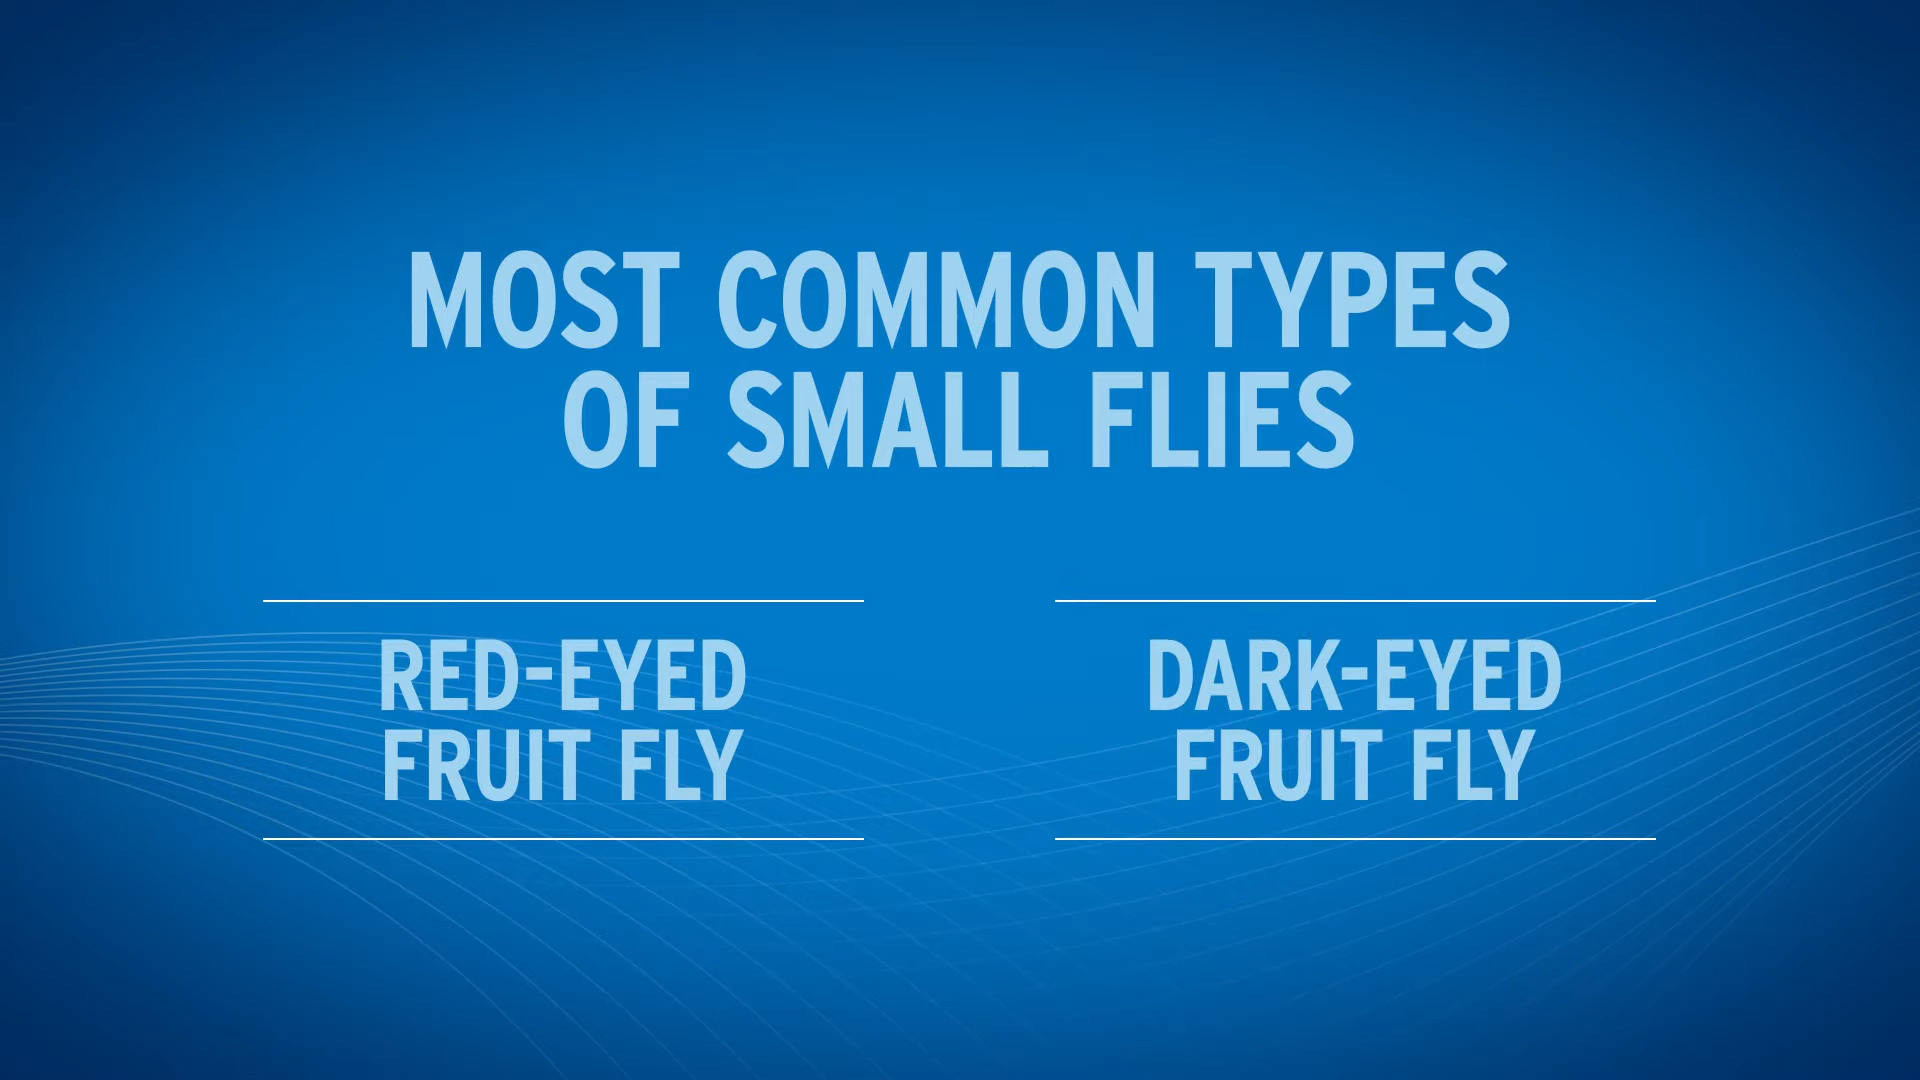 MOST COMMON TYPES
OF SMALL FLIES
RED-EYED
FRUIT FLY
DARK-EYED
FRUIT FLY